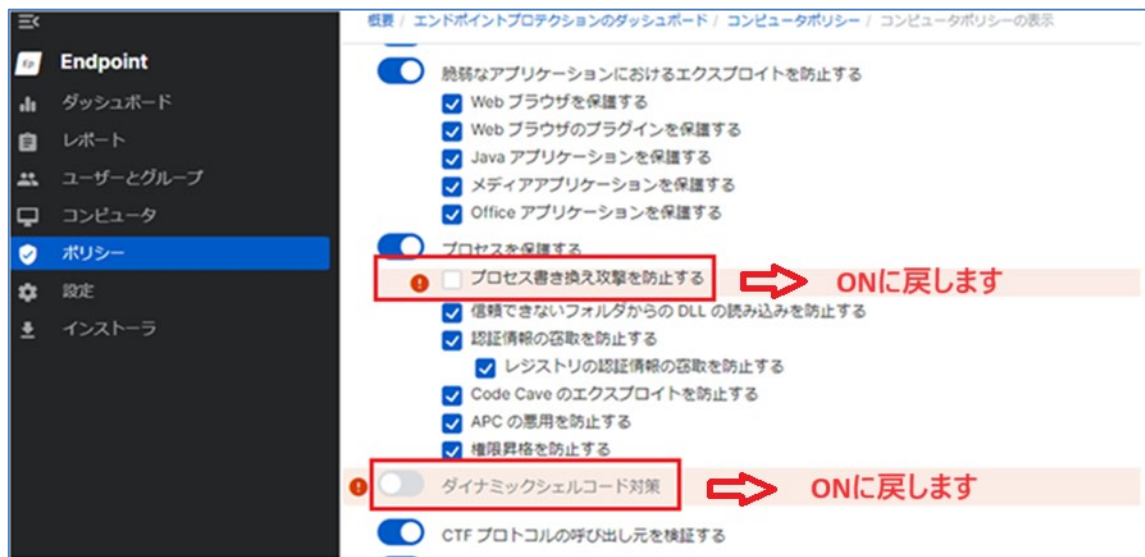 概要 / エンドポイントプロテクションのダッシュボード / コンピュータポリシー / コンピュータポリシーの表示
Ep Endpoint
ダッシュボード
レポート
ユーザーとグループ
コンピュータ
ポリシー
設定
インストーラ
脆弱なアプリケーションにおけるエクスプロイトを防止する
Web ブラウザを保護する
Web ブラウザのプラグインを保護する
Java アプリケーションを保護する
メディアアプリケーションを保護する
Office アプリケーションを保護する
プロセスを保護する
プロセス書き換え攻撃を防止する ONに戻します
信頼できないフォルダからの DLL の読み込みを防止する
認証情報の窃取を防止する
レジストリの認証情報の窃取を防止する
Code Cave のエクスプロイトを防止する
APC の悪用を防止する
権限昇格を防止する
ダイナミックシェルコード対策 ONに戻します
CTF プロトコルの呼び出し元を検証する